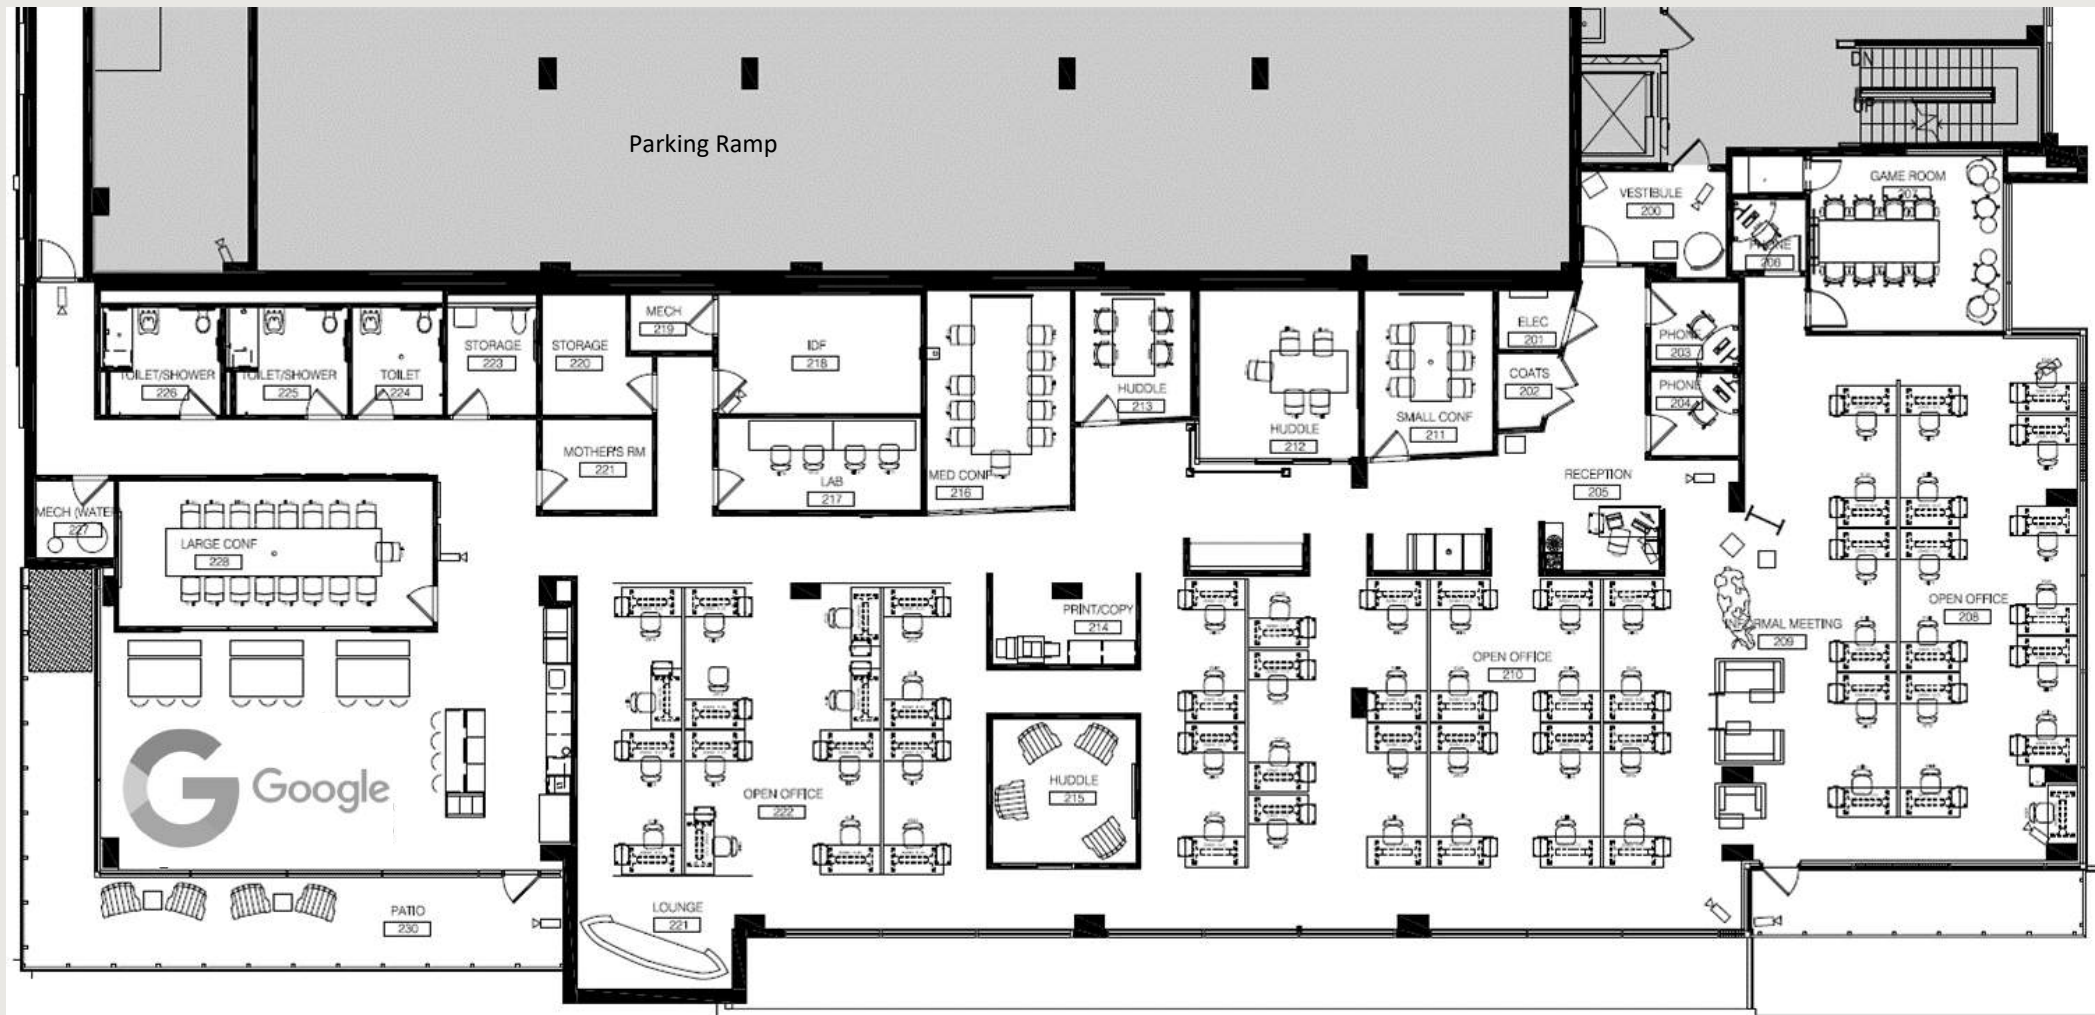 Parking Ramp
VESTIBULE
200
GAME ROOM
207
PHONE
206
MECH
219
STORAGE
223
STORAGE
220
IDF
218
ELEC
201
PHONE
203
TOILET/SHOWER
226
TOILET/SHOWER
225
TOILET
224
HUDDLE
213
COATS
202
PHONE
204
HUDDLE
212
SMALL CONF
211
MOTHER'S RM
221
LAB
217
MED CONF
216
RECEPTION
205
MECH (WATER
227
LARGE CONF
228
PRINT/COPY
214
OPEN OFFICE
208
INFORMAL MEETING
209
OPEN OFFICE
210
Google
OPEN OFFICE
222
HUDDLE
215
PATIO
230
LOUNGE
221